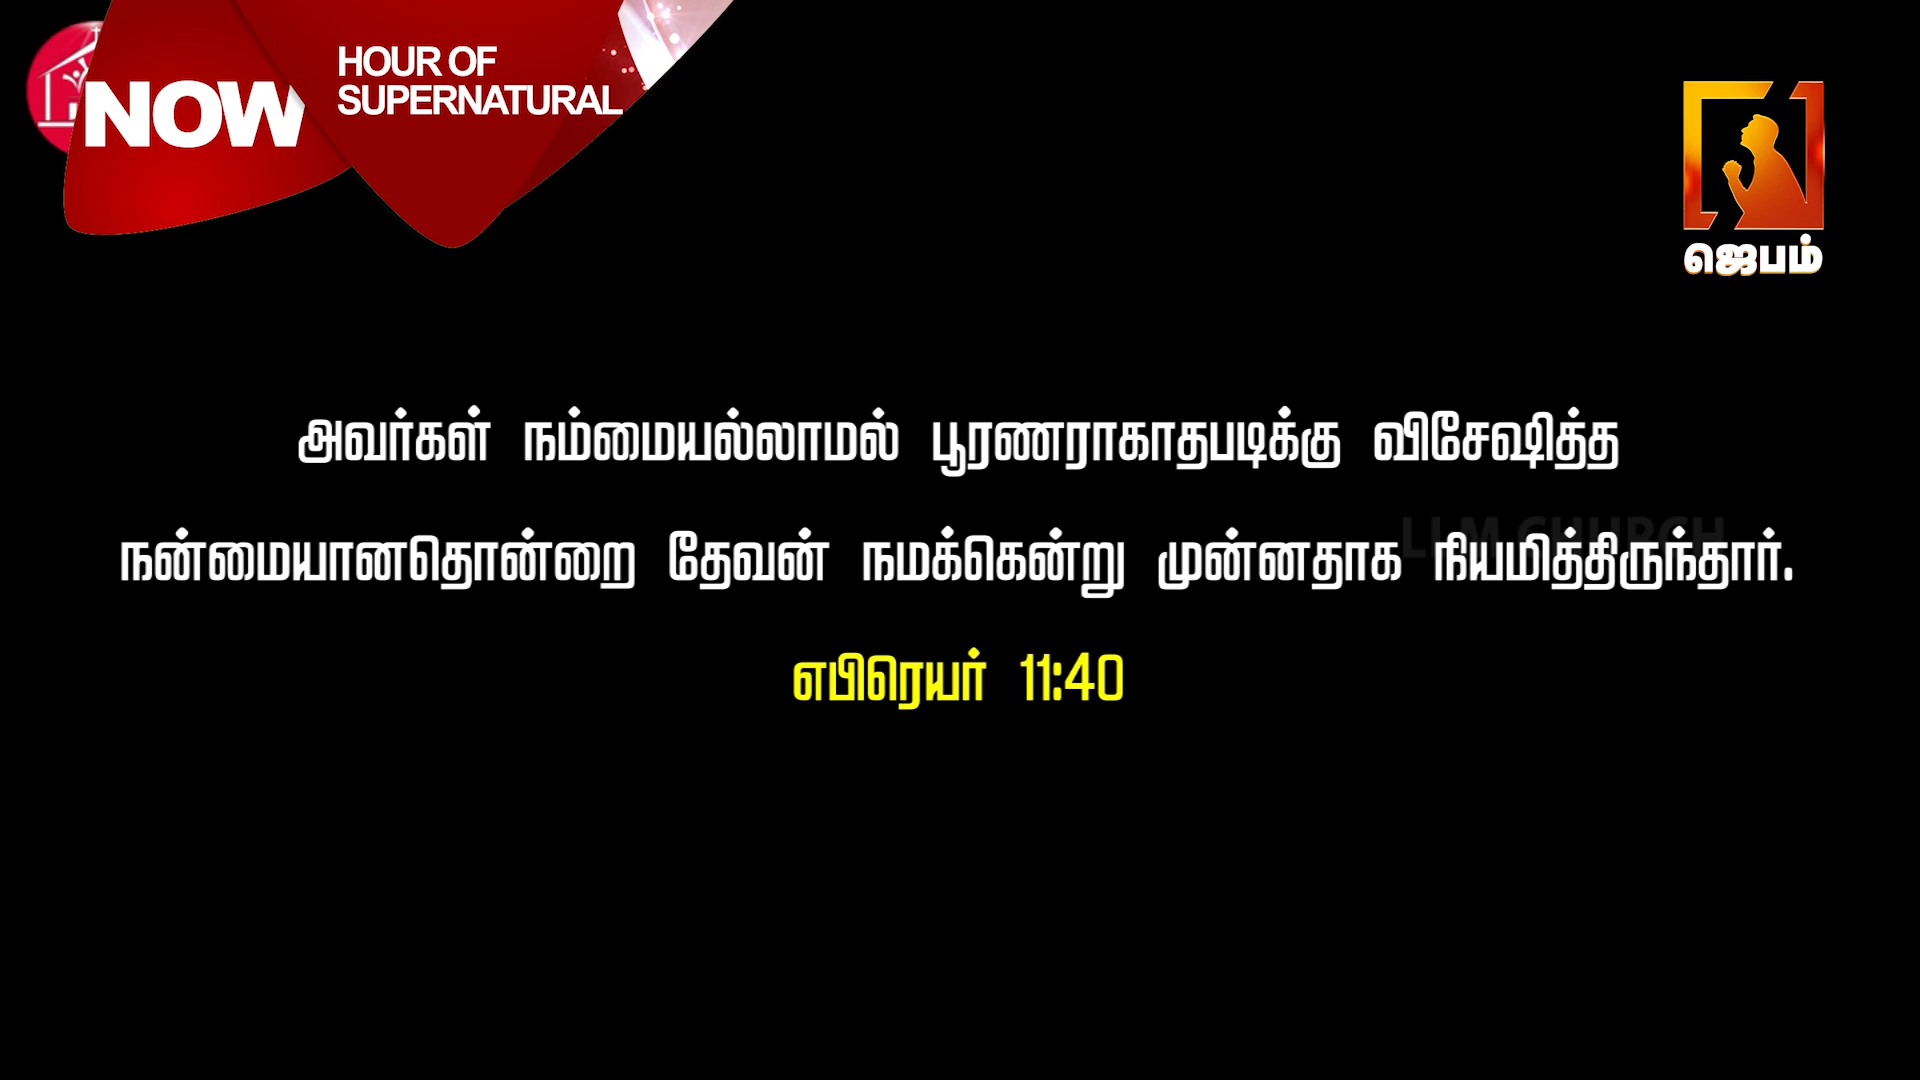 NOW
HOUR OF
SUPERNATURAL
ஜெபம்
அவர்கள் நம்மையல்லாமல் பூரணராகாதபடிக்கு விசேஷித்த
நன்மையானதொன்றை தேவன் நமக்கென்று முன்னதாக நியமித்திருந்தார்.
எபிரெயர் 11:40